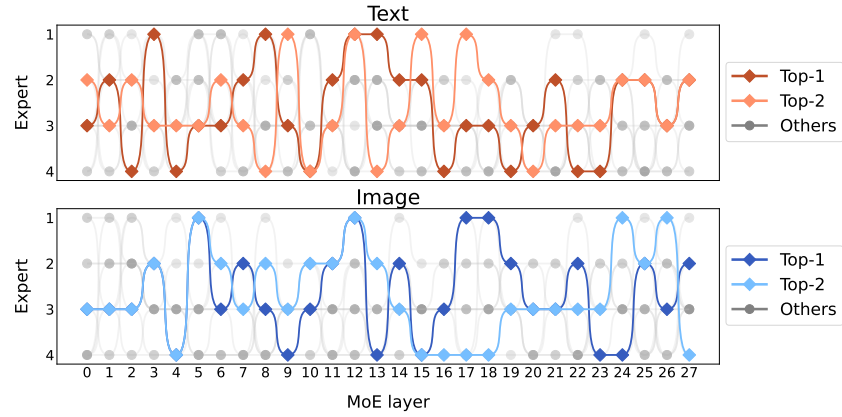 Text
Expert
1
2
3
4
Top-1
Top-2
Others
Image
Expert
1
2
3
4
Top-1
Top-2
Others
0 1 2 3 4 5 6 7 8 9 10 11 12 13 14 15 16 17 18 19 20 21 22 23 24 25 26 27
MoE layer